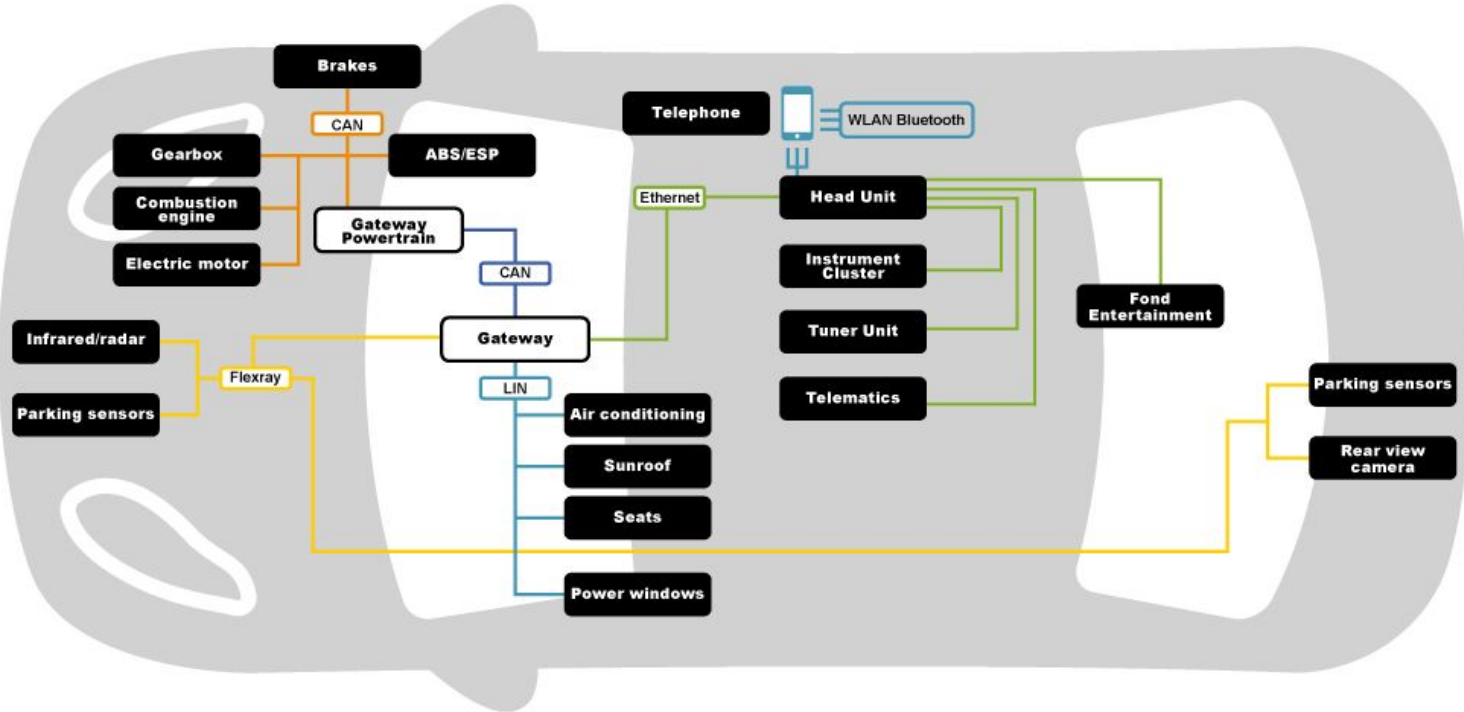 Brakes
CAN
Gearbox
ABS/ESP
Combustion
engine
Electric motor
Gateway
Powertrain
CAN
Gateway
Infrared/radar
Flexray
Parking sensors
LIN
Air conditioning
Sunroof
Seats
Power windows
Telephone
WLAN Bluetooth
Ethernet
Head Unit
Instrument
Cluster
Tuner Unit
Telematics
Fond
Entertainment
Parking sensors
Rear view
camera